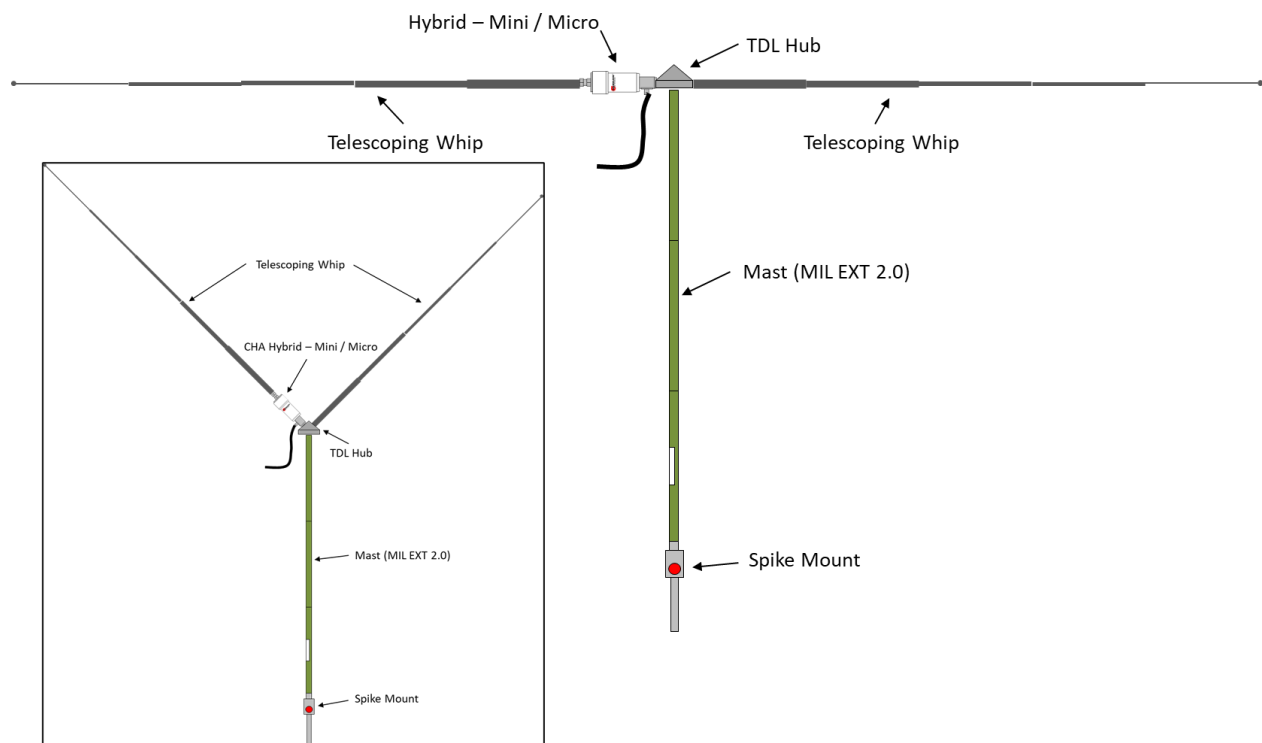 Hybrid – Mini / Micro
TDL Hub
Telescoping Whip
Telescoping Whip
Mast (MIL EXT 2.0)
Spike Mount
Telescoping Whip
CHA Hybrid – Mini / Micro
TDL Hub
Mast (MIL EXT 2.0)
Spike Mount